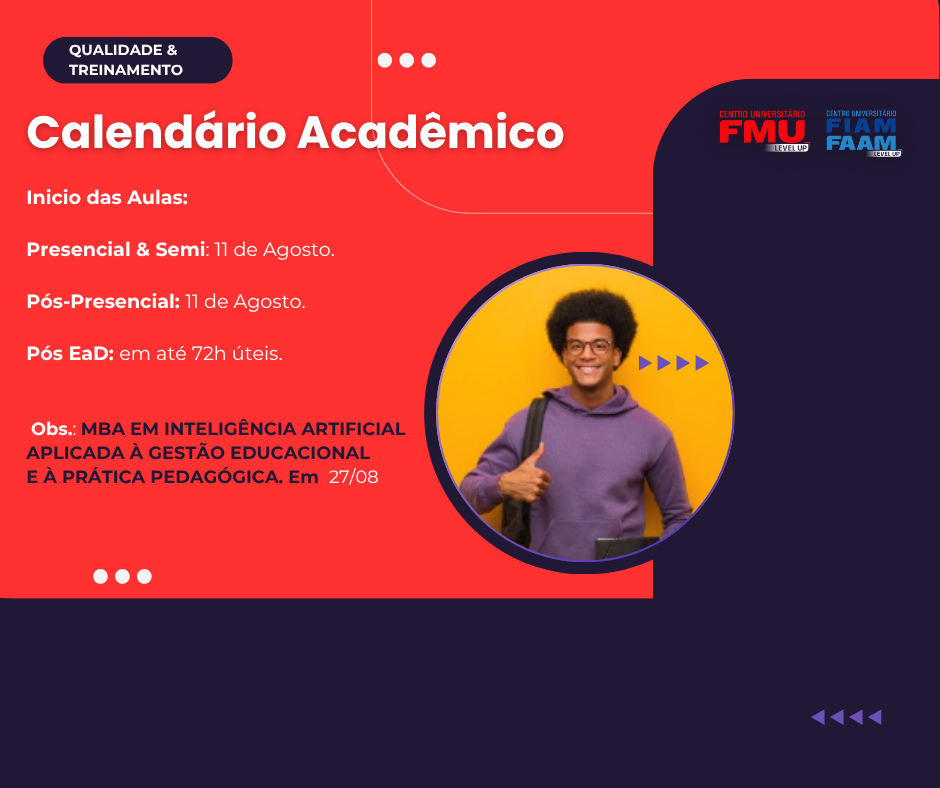 QUALIDADE &
TREINAMENTO
Calendário Acadêmico
CENTRO UNIVERSITÁRIO
FMU
LEVEL UP
CENTRO UNIVERSITÁRIO
FIAM
FAAM
LEVEL UP
Inicio das Aulas:
Presencial & Semi: 11 de Agosto.
Pós-Presencial: 11 de Agosto.
Pós EaD: em até 72h úteis.
Obs.: MBA EM INTELIGÊNCIA ARTIFICIAL
APLICADA À GESTÃO EDUCACIONAL
E À PRÁTICA PEDAGÓGICA. Em 27/08